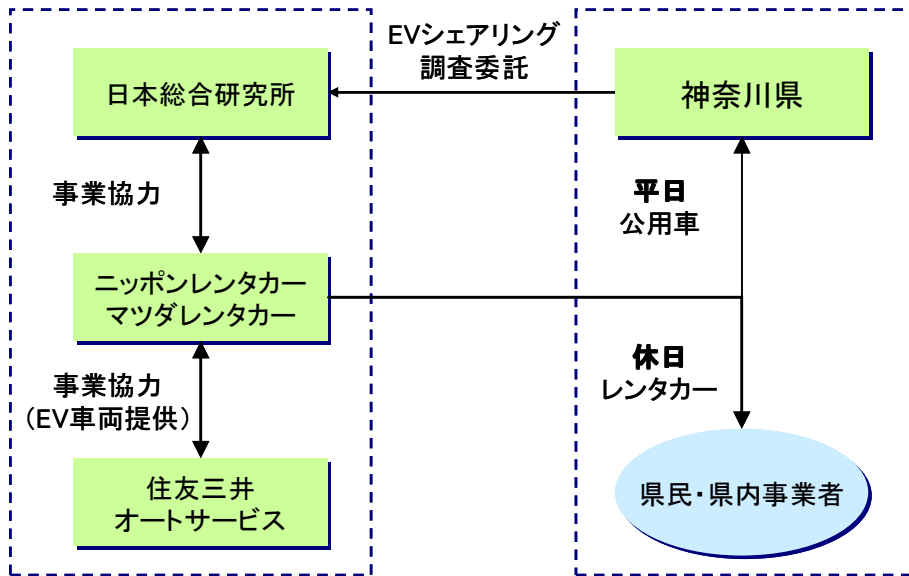 EVシェアリング
調査委託
日本総合研究所
神奈川県
事業協力
平日
公用車
ニッポンレンタカー
マツダレンタカー
休日
レンタカー
事業協力
（EV車両提供）
住友三井
オートサービス
県民・県内事業者